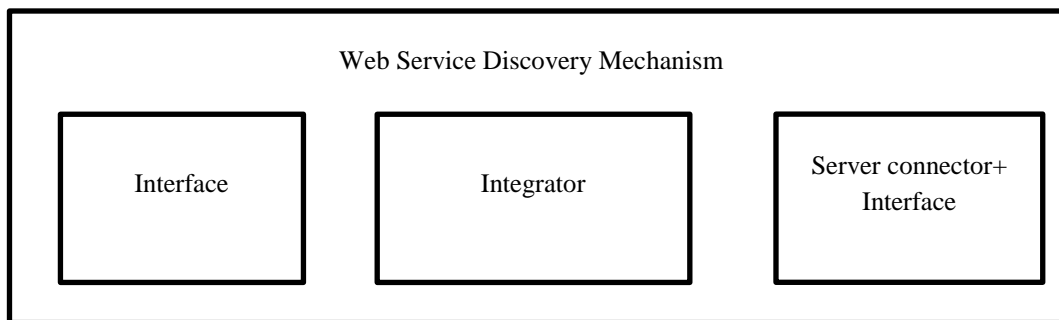 Web Service Discovery Mechanism
Interface
Integrator
Server connector+
Interface